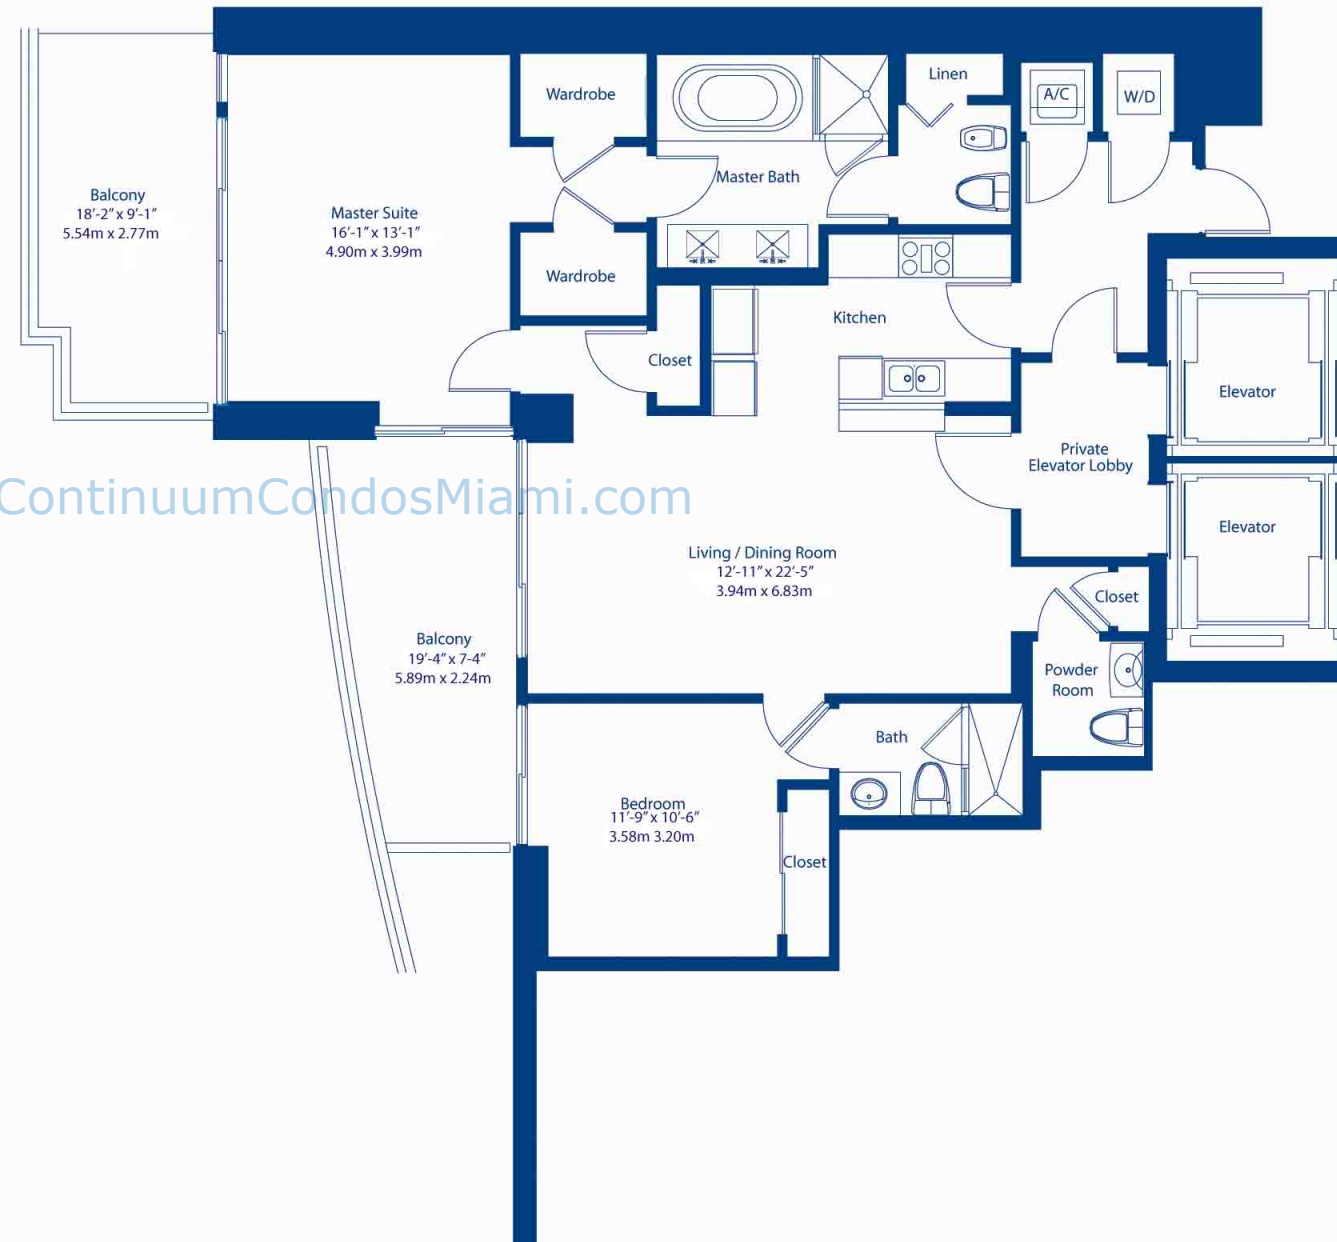 Linen
Wardrobe
A/C
W/D
Master Bath
Balcony
18'-2" x 9'-1"
5.54m x 2.77m
Master Suite
16'-1" x 13'-1"
4.90m x 3.99m
Wardrobe
Kitchen
Closet
Elevator
Private
Elevator Lobby
ContinuumCondosMiami.com
Elevator
Living / Dining Room
12'-11" x 22'-5"
3.94m x 6.83m
Closet
Balcony
19'-4" x 7-4"
5.89m x 2.24m
Powder
Room
Bath
Bedroom
11'-9" x 10'-6"
3.58m 3.20m
Closet